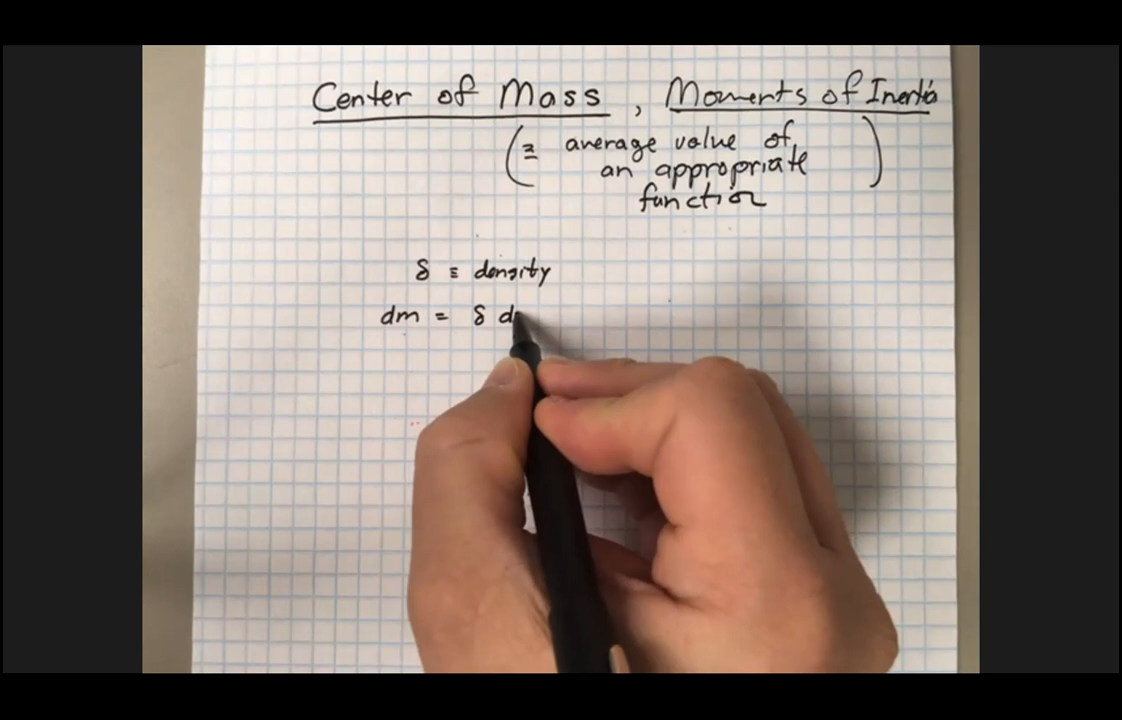 Center of Mass , Moments of Inertia
(≡ average value of
an appropriate
function)
δ ≡ density
dm = δ d